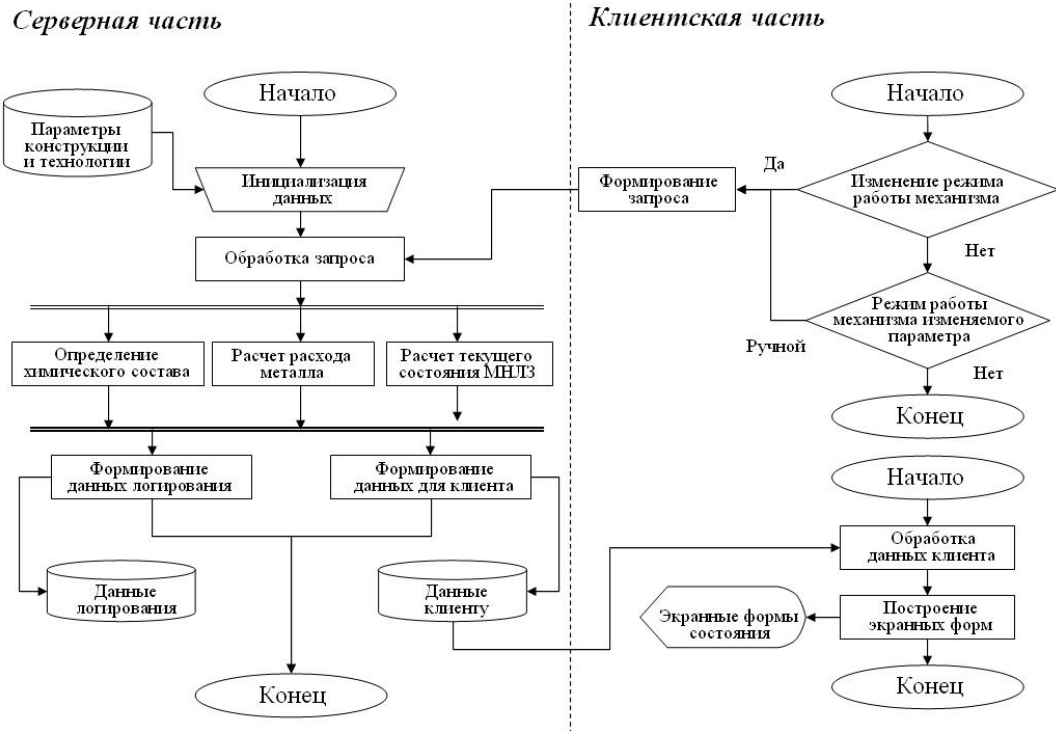 Серверная часть
Клиентская часть
Начало
Параметры
конструкции
и технологии
Инициализация
данных
Обработка запроса
Определение
химического состава
Расчет расхода
металла
Расчет текущего
состояния МНЛЗ
Формирование
данных логирования
Формирование
данных для клиента
Данные
логирования
Данные
клиенту
Конец
Начало
Изменение режима
работы механизма
Да
Формирование
запроса
Нет
Режим работы
механизма изменяемого
параметра
Ручной
Нет
Конец
Начало
Обработка
данных клиента
Построение
экранных форм
Экранные формы
состояния
Конец